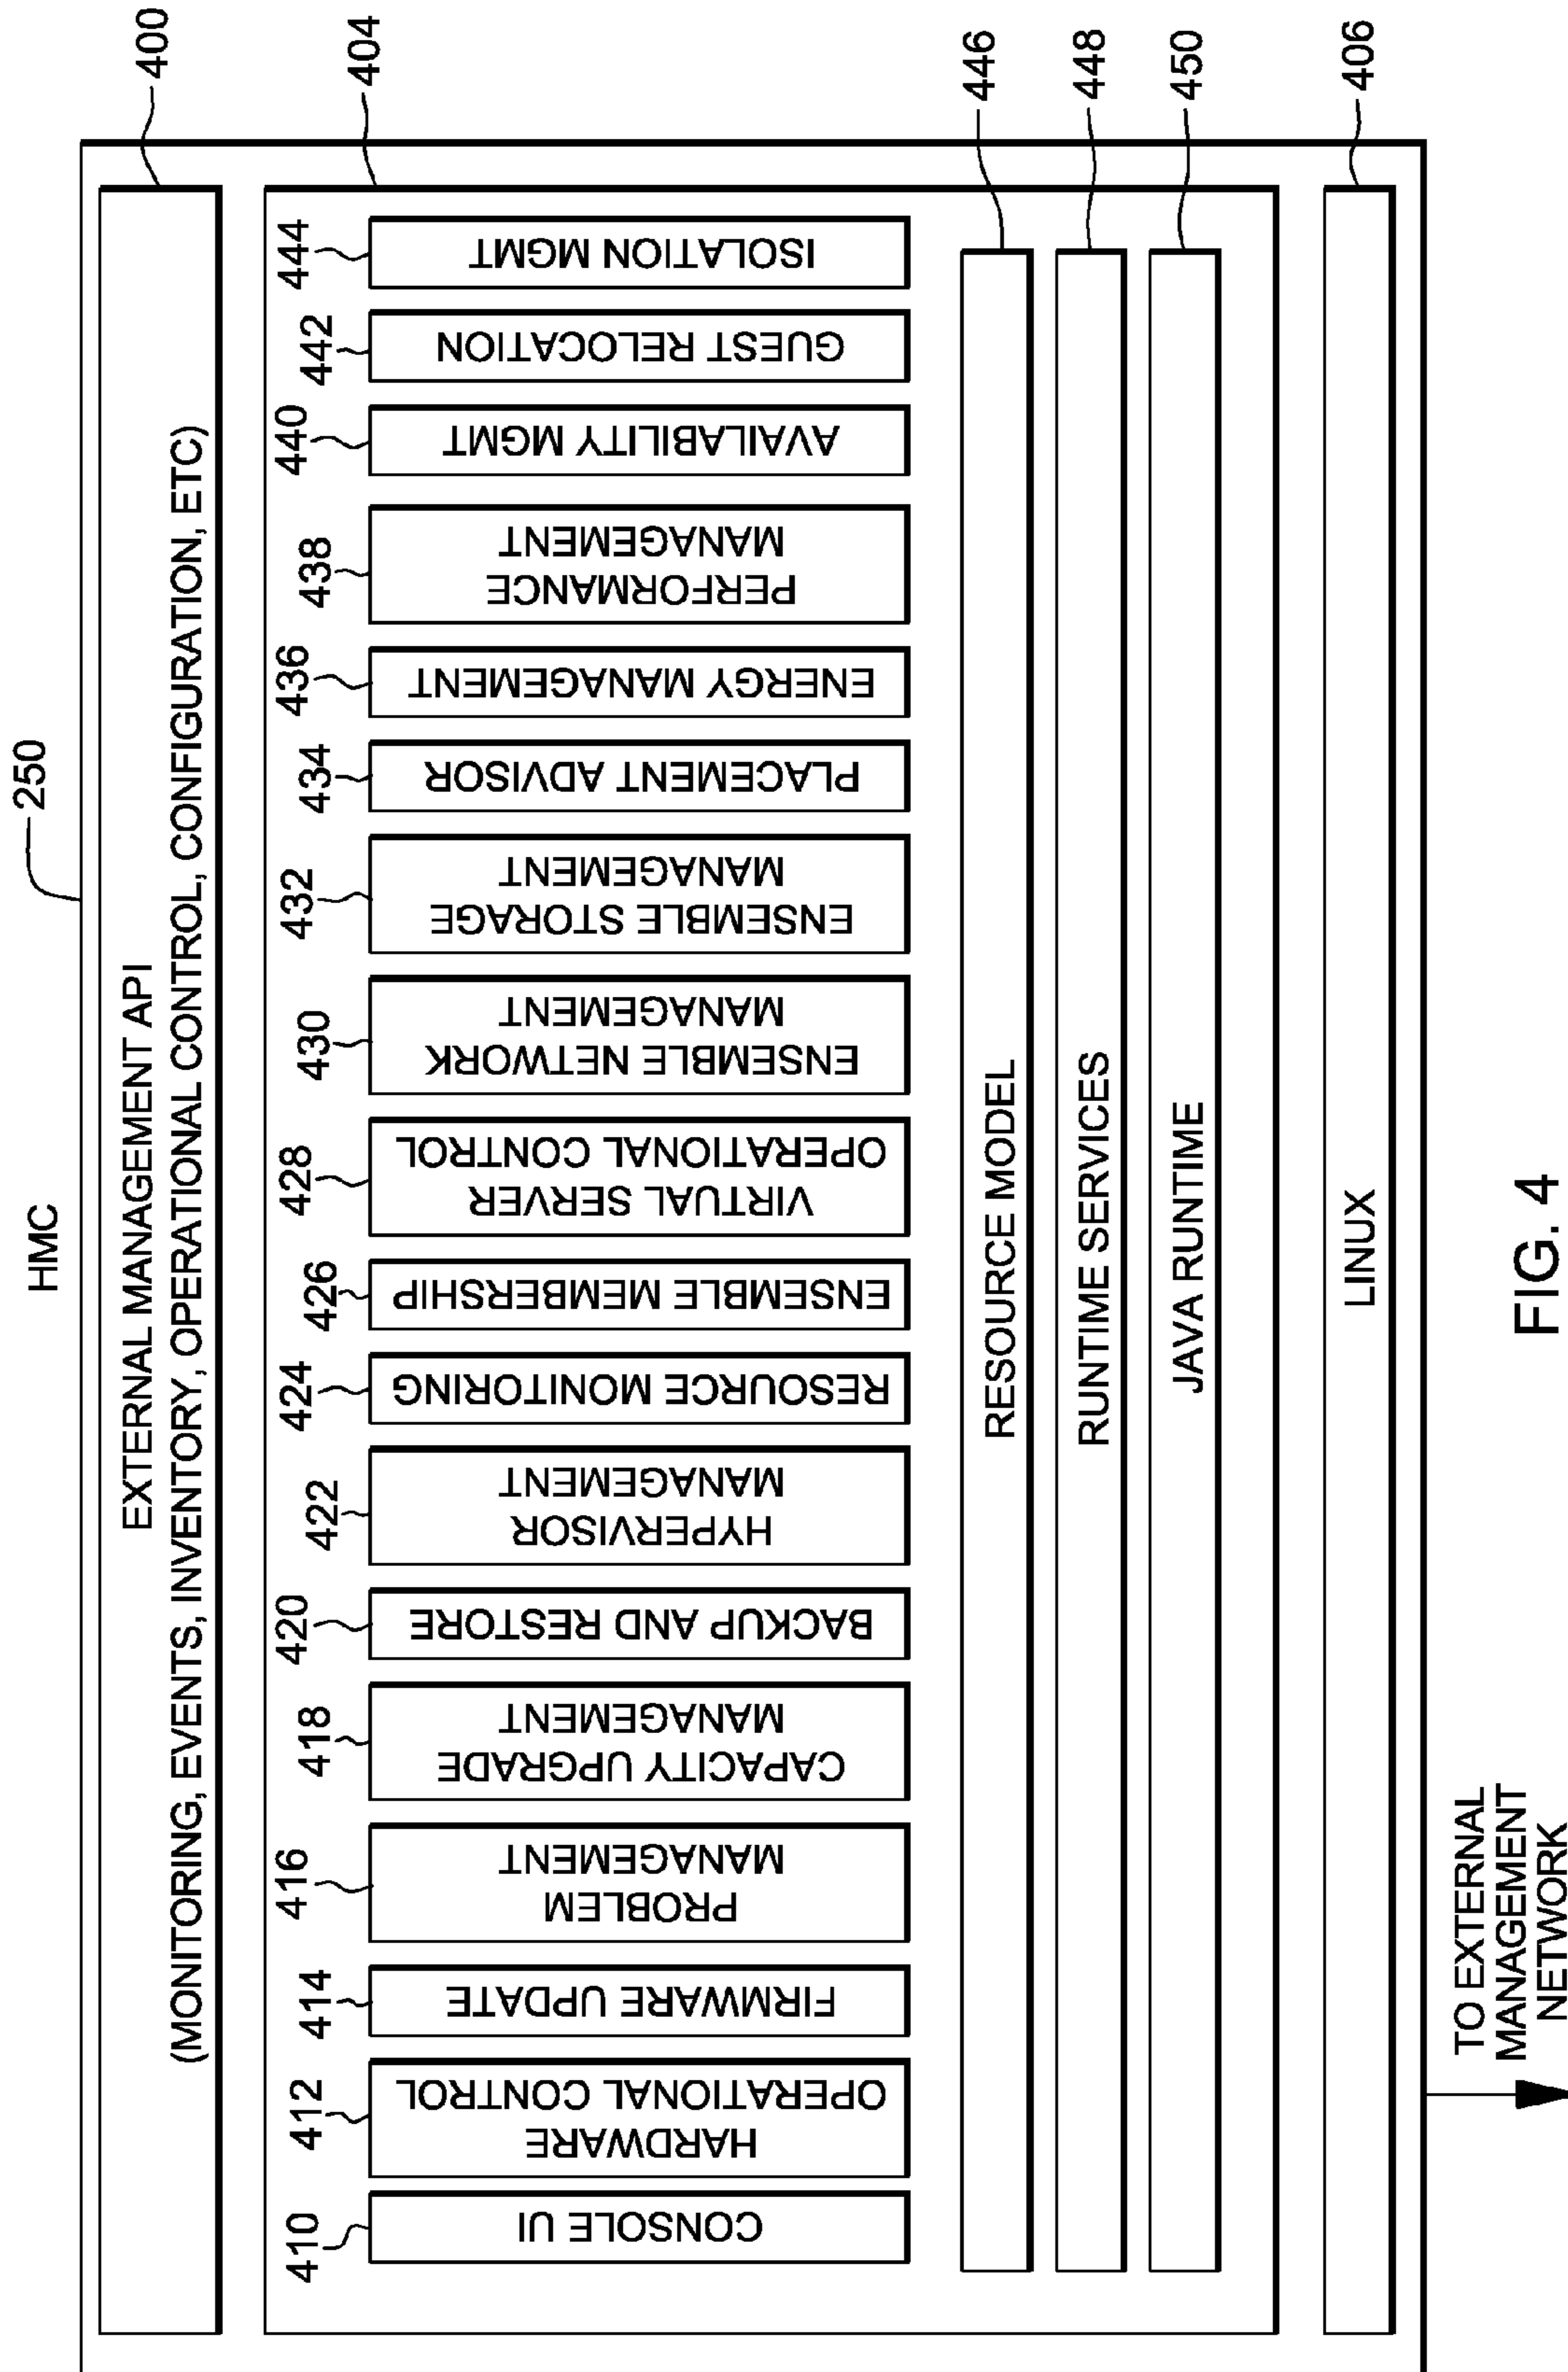 HMC
250
EXTERNAL MANAGEMENT API
(MONITORING, EVENTS, INVENTORY, OPERATIONAL CONTROL, CONFIGURATION, ETC)
400
404
410
CONSOLE UI
412
HARDWARE
OPERATIONAL CONTROL
414
FIRMWARE UPDATE
416
PROBLEM
MANAGEMENT
418
CAPACITY UPGRADE
MANAGEMENT
420
BACKUP AND RESTORE
422
HYPERVISOR
MANAGEMENT
424
RESOURCE MONITORING
426
ENSEMBLE MEMBERSHIP
428
VIRTUAL SERVER
OPERATIONAL CONTROL
430
ENSEMBLE NETWORK
MANAGEMENT
432
ENSEMBLE STORAGE
MANAGEMENT
434
PLACEMENT ADVISOR
436
ENERGY MANAGEMENT
438
PERFORMANCE
MANAGEMENT
440
AVAILABILITY MGMT
442
GUEST RELOCATION
444
ISOLATION MGMT
RESOURCE MODEL
446
RUNTIME SERVICES
448
JAVA RUNTIME
450
LINUX
406
TO EXTERNAL
MANAGEMENT
NETWORK
FIG. 4